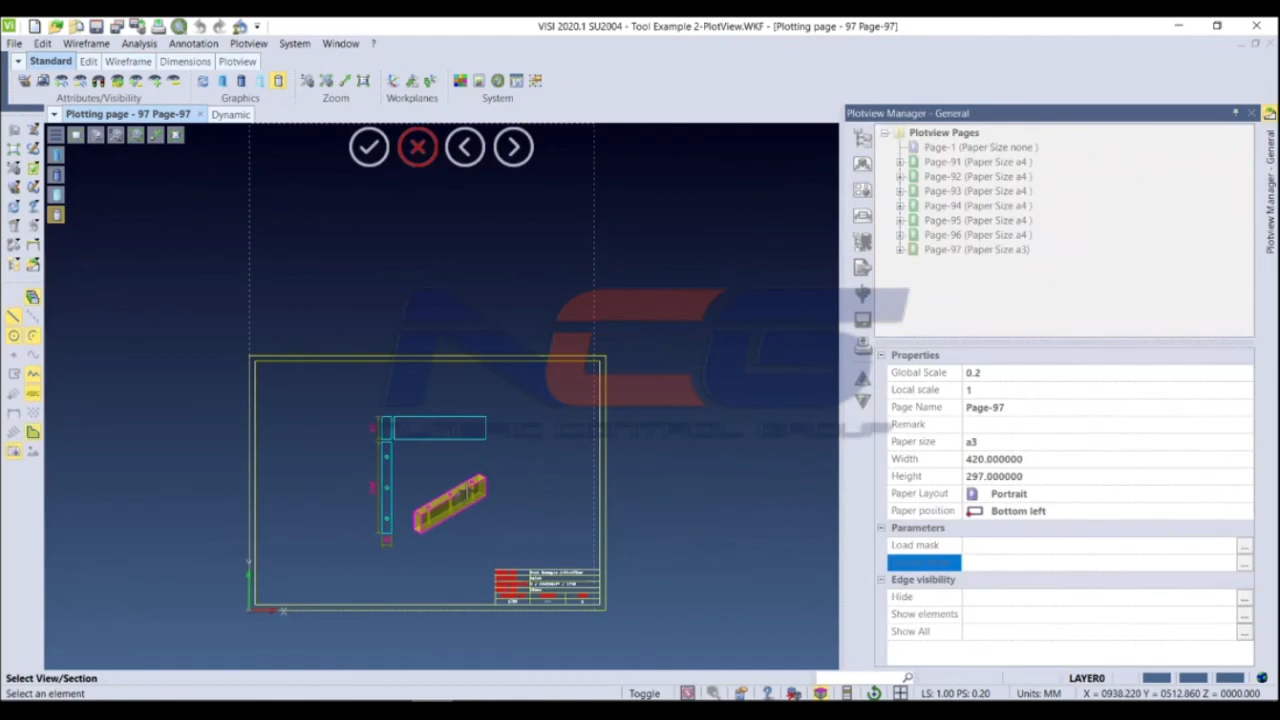 VISI 2020.1 SU2004 - Tool Example 2-PlotView.WKF - [Plotting page - 97 Page-97]
File Edit Wireframe Analysis Annotation Plotview System Window ?
Standard Edit Wireframe Dimensions Plotview
Attributes/Visibility Graphics Zoom Workplanes System
Plotting page - 97 Page-97 Dynamic
Plotview Manager - General
Plotview Manager - General
Plotview Pages
Page-1 (Paper Size none )
Page-91 (Paper Size a4 )
Page-92 (Paper Size a4 )
Page-93 (Paper Size a4 )
Page-94 (Paper Size a4 )
Page-95 (Paper Size a4 )
Page-96 (Paper Size a4 )
Page-97 (Paper Size a3)
NCG
Properties
Global Scale 0.2
Local scale 1
Page Name Page-97
Remark
Paper size a3
Width 420.000000
Height 297.000000
Paper Layout Portrait
Paper position Bottom left
Parameters
Load mask
Edge visibility
Hide
Show elements
Show All
Select View/Section
LAYER0
Select an element
Toggle
LS: 1.00 PS: 0.20 Units: MM X = 0938.220 Y = 0512.860 Z = 0000.000